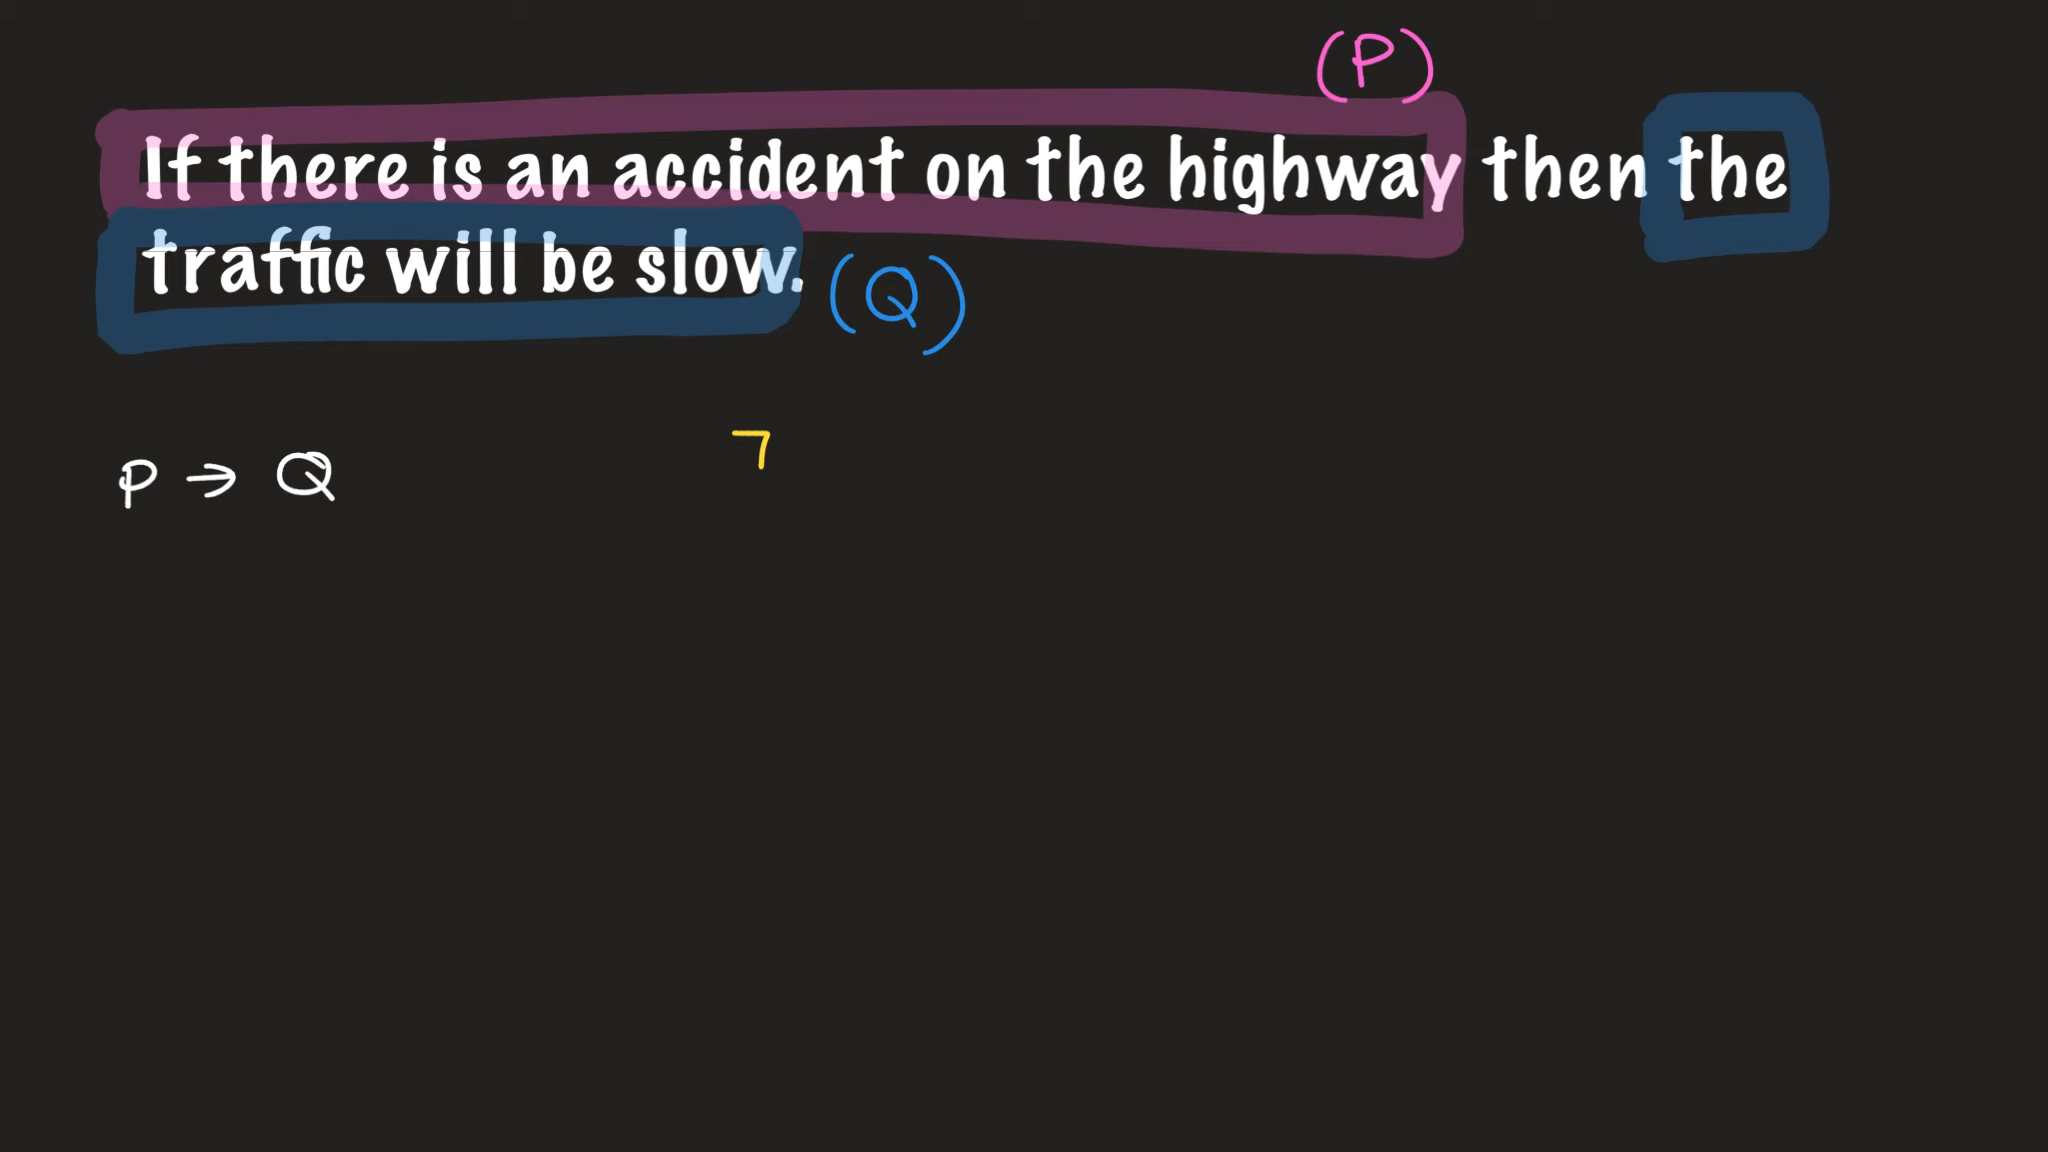 (P)
If there is an accident on the highway then the
traffic will be slow. (Q)
¬
P → Q